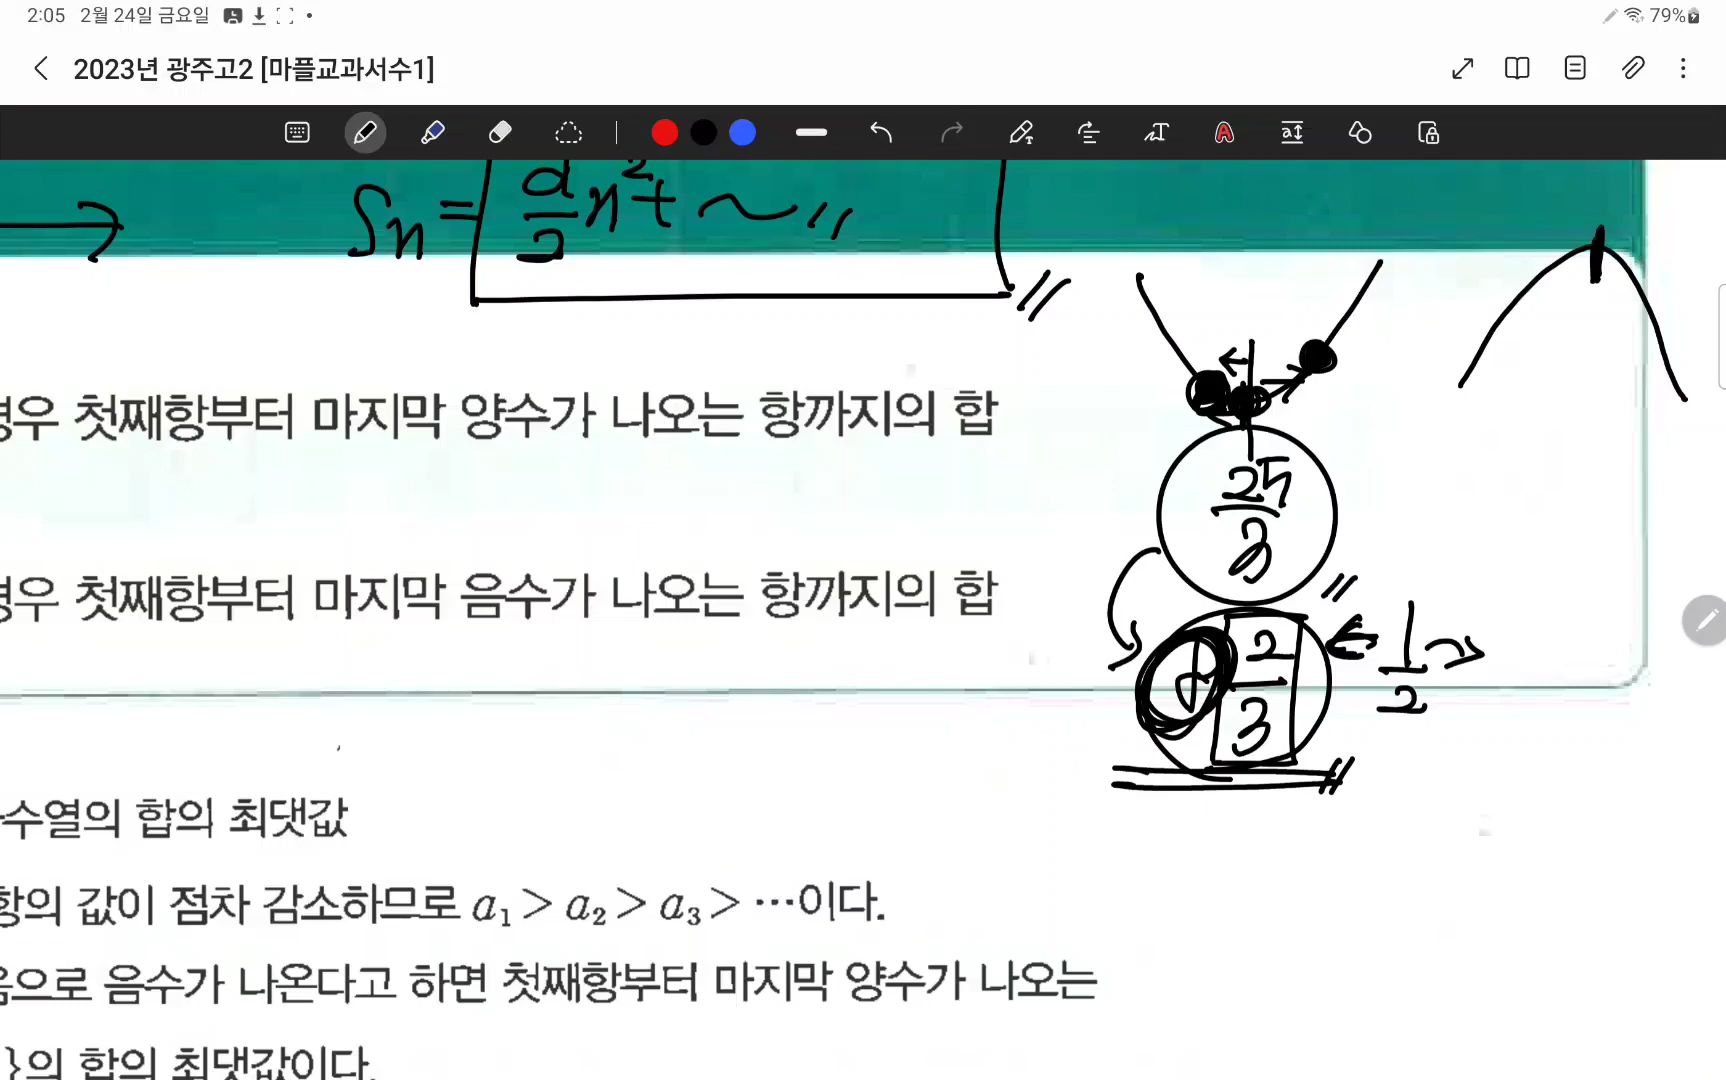 2:05 2월 24일 금요일 79%
2023년 광주고2 [마플교과서수1]
Sn = d/2 n² + ~
경우 첫째항부터 마지막 양수가 나오는 항까지의 합
25/3
경우 첫째항부터 마지막 음수가 나오는 항까지의 합
8 2/3 1/2
수열의 합의 최댓값
항의 값이 점차 감소하므로 a₁ > a₂ > a₃ > ⋯이다.
음으로 음수가 나온다고 하면 첫째항부터 마지막 양수가 나오는
}의 합의 최댓값이다.